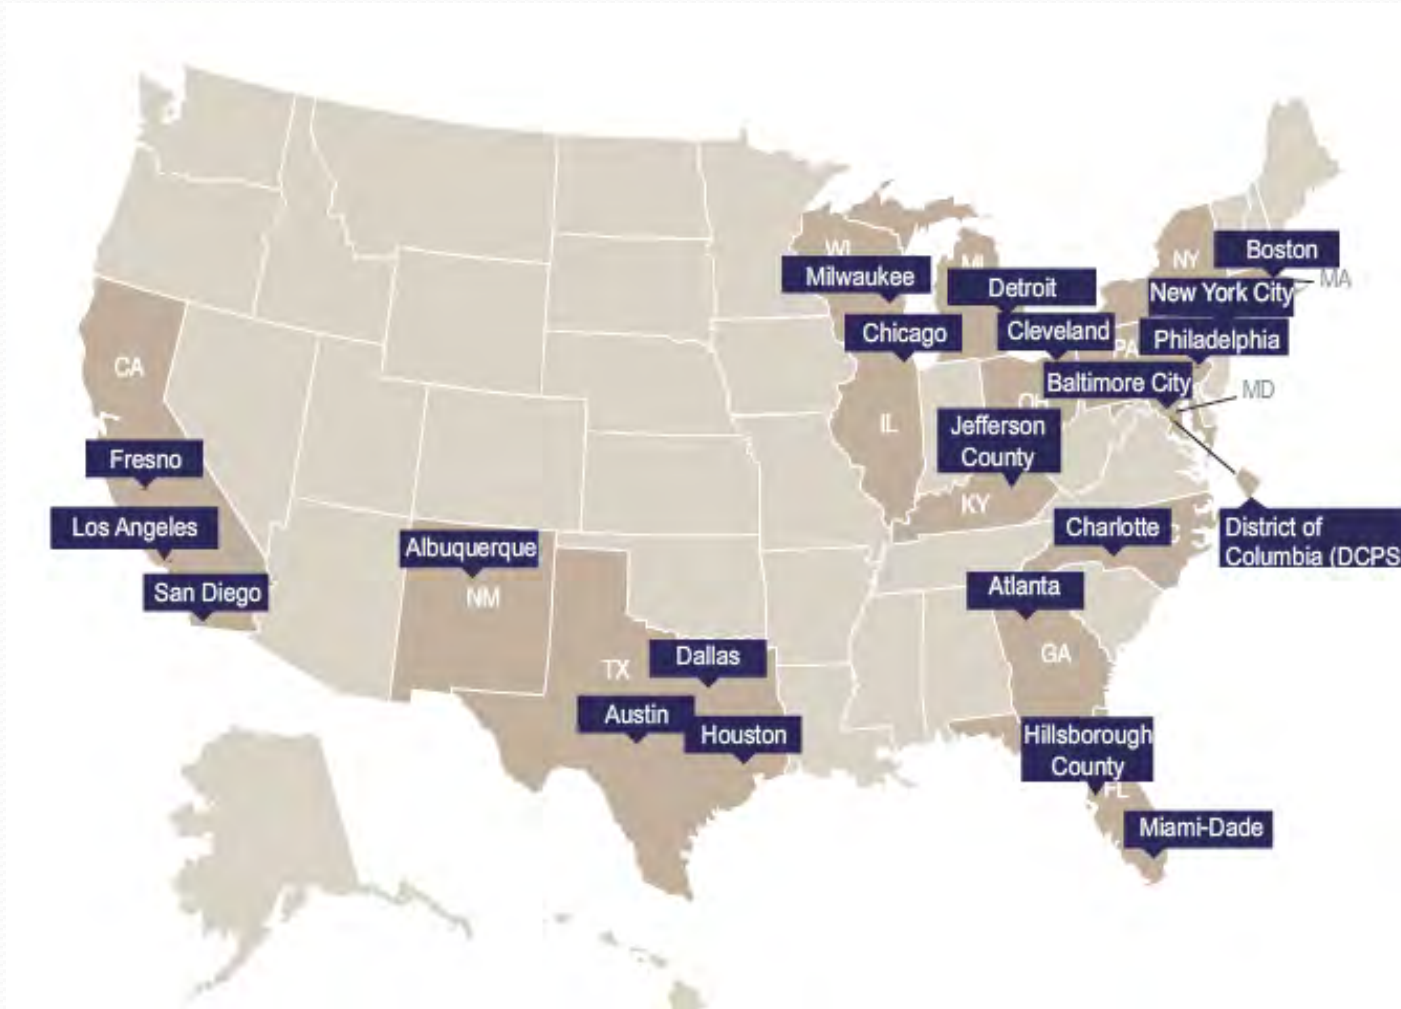 WI
NY
Boston
MA
Milwaukee
MI
Detroit
New York City
Chicago
Cleveland
PA
Philadelphia
CA
Baltimore City
MD
OH
IL
Jefferson
County
Fresno
KY
Los Angeles
Charlotte
C
District of
Columbia (DCPS
Albuquerque
San Diego
NM
Atlanta
GA
Dallas
TX
Austin
Houston
Hillsborough
County
FL
Miami-Dade